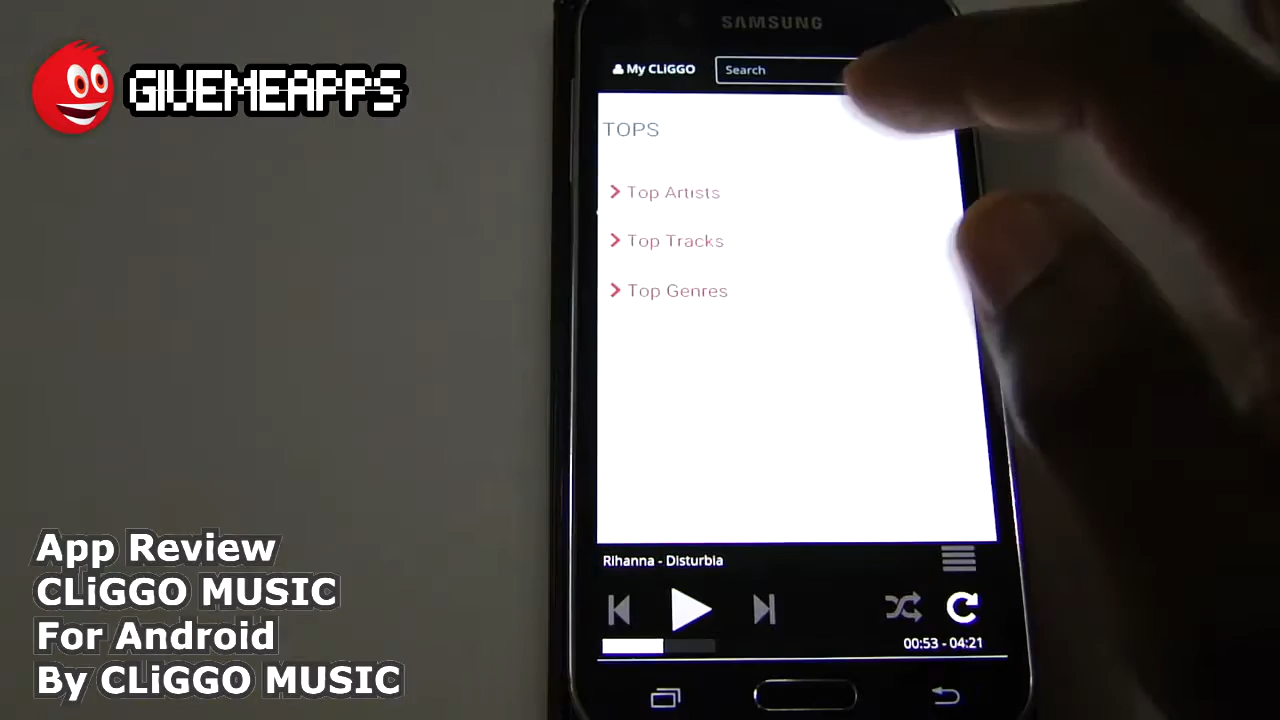 GIVEMEAPPS
SAMSUNG
My CLiGGO
Search
TOPS
Top Artists
Top Tracks
Top Genres
Rihanna - Disturbia
00:53 - 04:21
App Review
CLiGGO MUSIC
For Android
By CLiGGO MUSIC